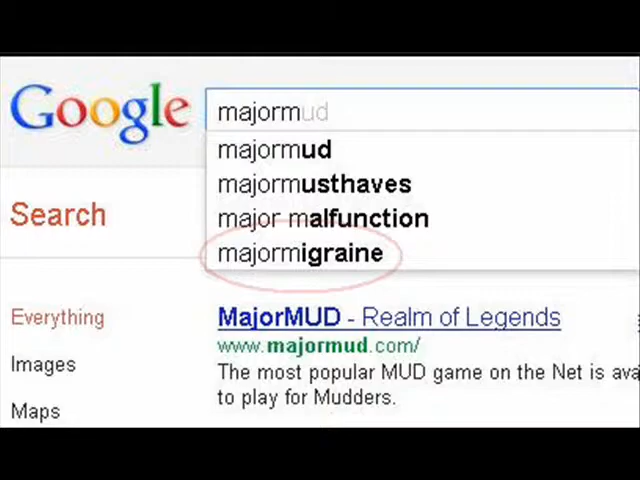 Google
majormud
majormud
majormusthaves
major malfunction
majormigraine
Search
Everything
Images
Maps
MajorMUD - Realm of Legends
www.majormud.com/
The most popular MUD game on the Net is ava
to play for Mudders.